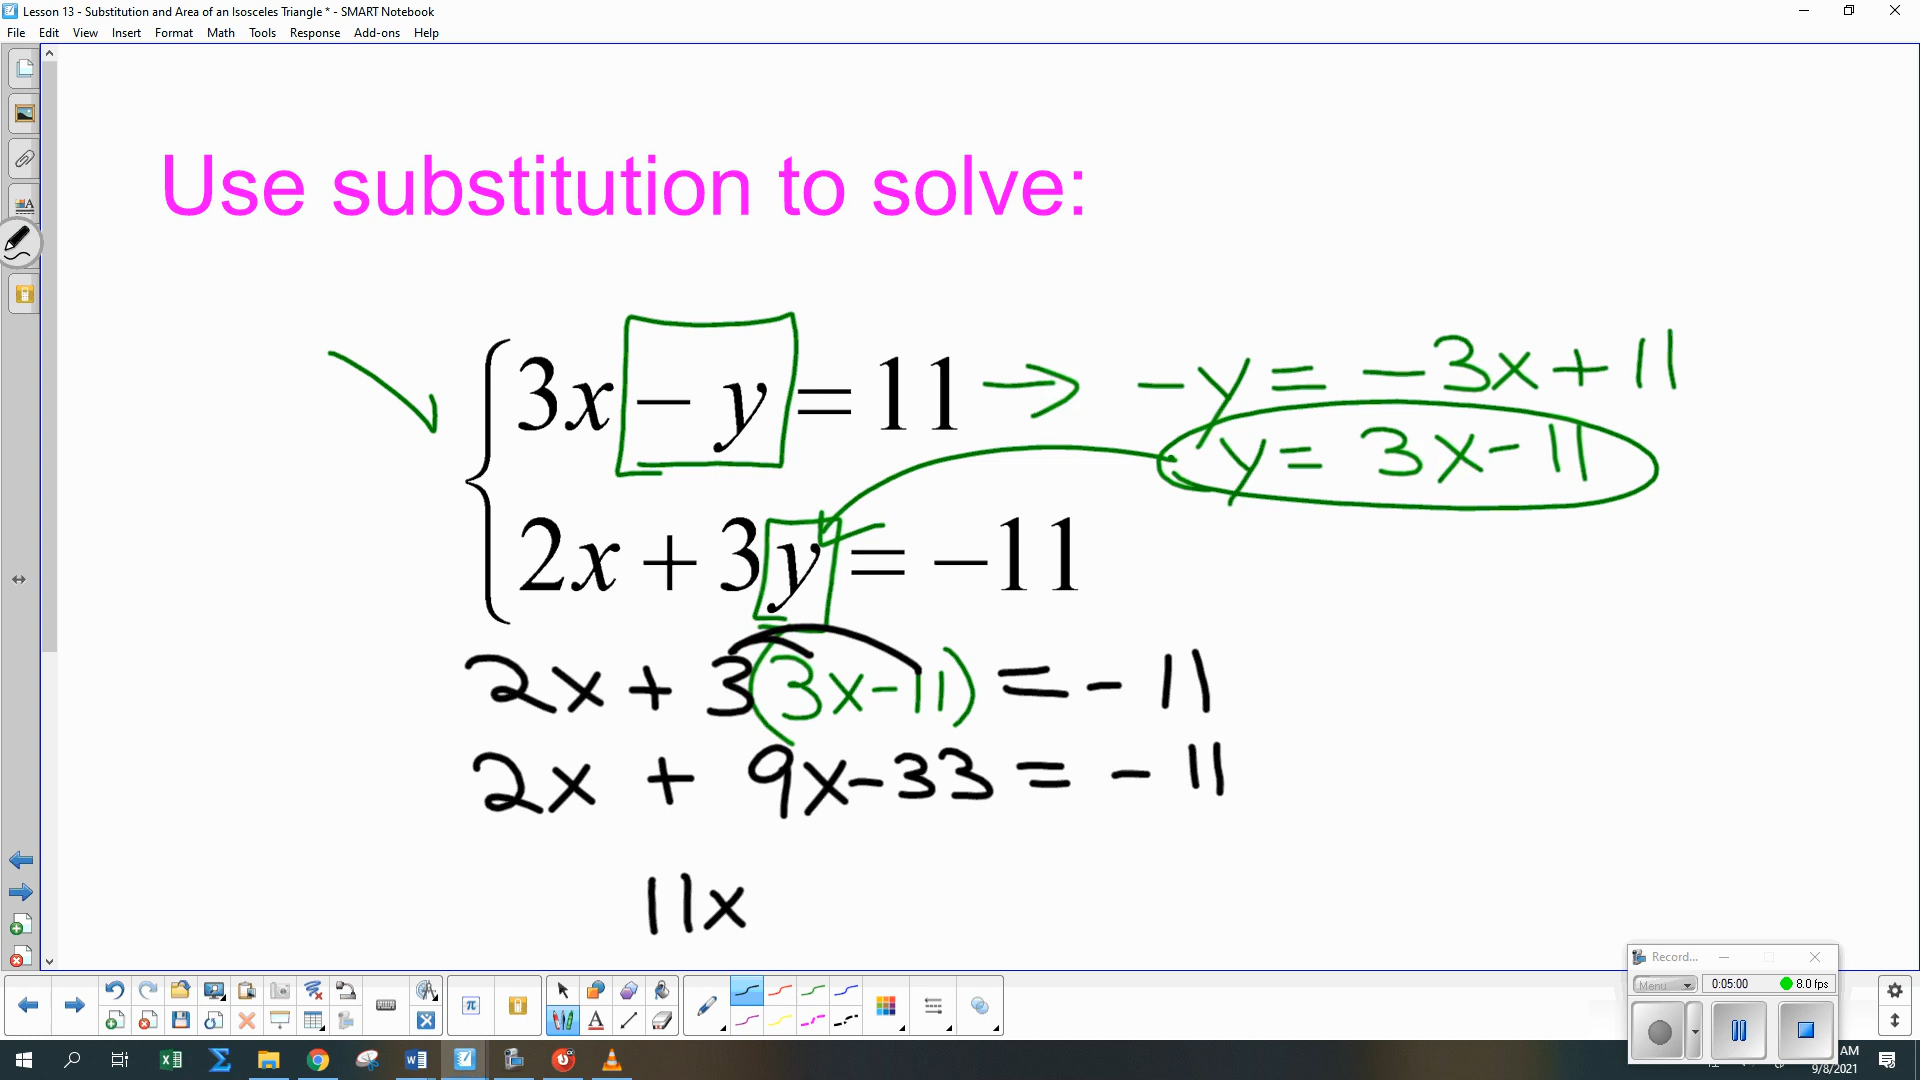 Lesson 13 - Substitution and Area of an Isosceles Triangle * - SMART Notebook
File Edit View Insert Format Math Tools Response Add-ons Help
Use substitution to solve:
3x - y = 11 → -y = -3x + 11
y = 3x - 11
2x + 3y = -11
2x + 3(3x-11) = -11
2x + 9x-33 = -11
11x
Record...
Menu 0:05:00 8.0 fps
AM
9/8/2021